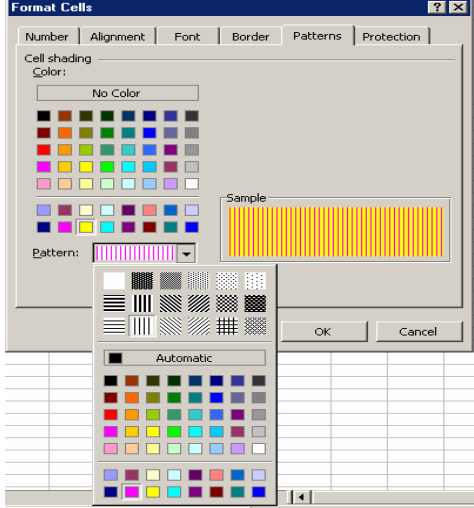 Format Cells
Number Alignment Font Border Patterns Protection
Cell shading
Color:
No Color
Sample
Pattern:
OK Cancel
Automatic